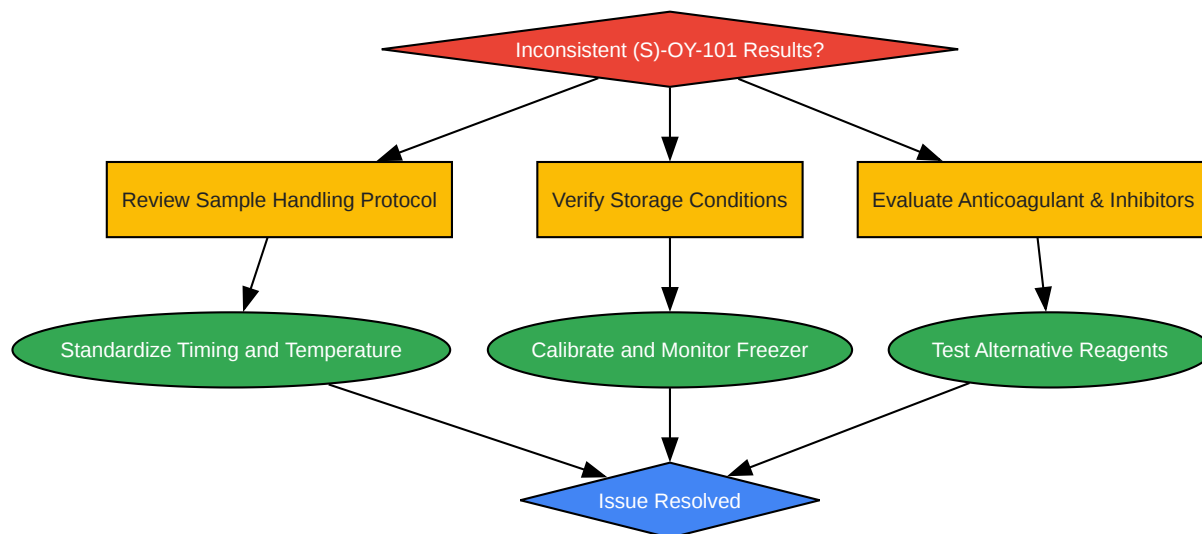 Inconsistent (S)-OY-101 Results?
Review Sample Handling Protocol
Verify Storage Conditions
Evaluate Anticoagulant & Inhibitors
Standardize Timing and Temperature
Calibrate and Monitor Freezer
Test Alternative Reagents
Issue Resolved